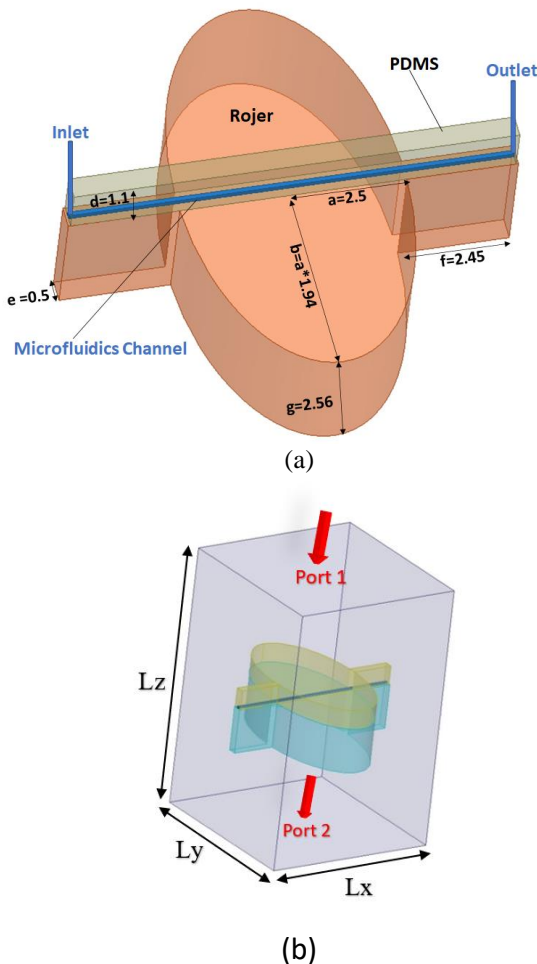 Outlet
PDMS
Rojer
Inlet
d=1.1
a=2.5
b=a*1.94
f=2.45
e =0.5
Microfluidics Channel
g=2.56
(a)
Port 1
Lz
Port 2
Ly
Lx
(b)